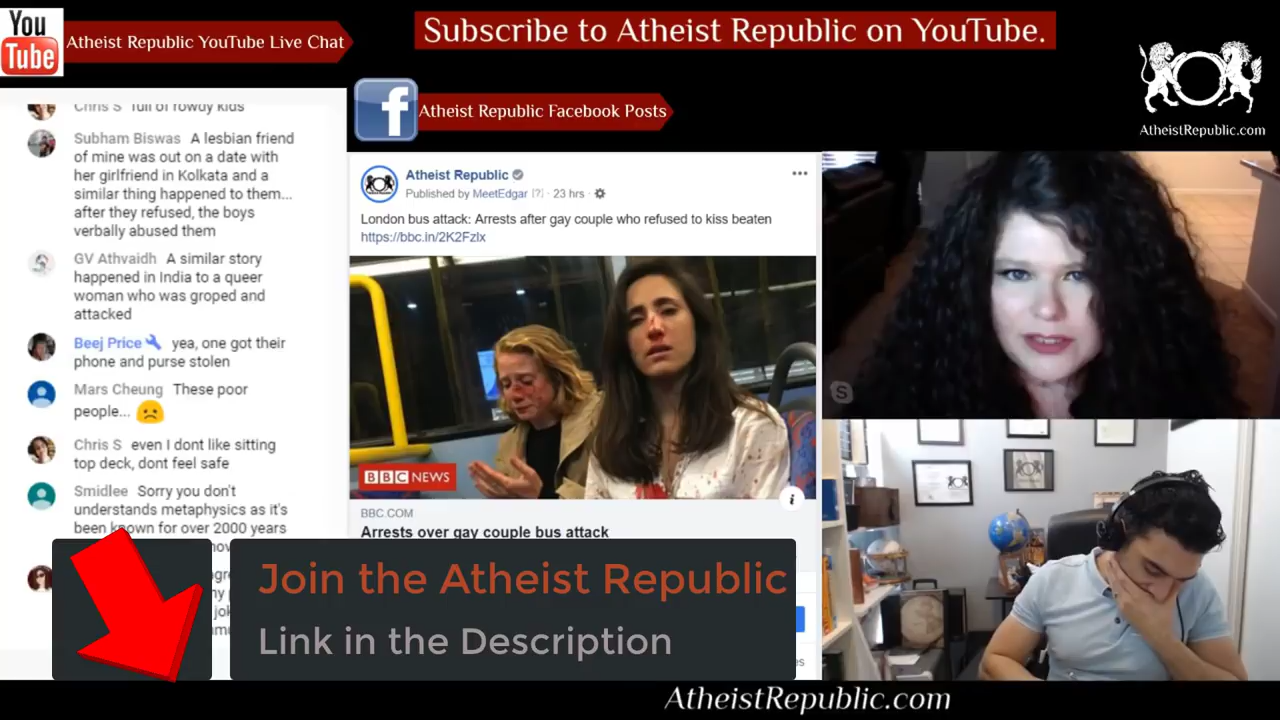 You
Tube
Atheist Republic YouTube Live Chat
Subscribe to Atheist Republic on YouTube.
AtheistRepublic.com
f
Atheist Republic Facebook Posts
Chris S full of rowdy kids
Subham Biswas A lesbian friend
of mine was out on a date with
her girlfriend in Kolkata and a
similar thing happened to them...
after they refused, the boys
verbally abused them
GV Athvaidh A similar story
happened in India to a queer
woman who was groped and
attacked
Beej Price yea, one got their
phone and purse stolen
Mars Cheung These poor
people...
Chris S even I dont like sitting
top deck, dont feel safe
Smidlee Sorry you don't
understands metaphysics as it's
been known for over 2000 years
Atheist Republic
Published by MeetEdgar [?] · 23 hrs ·
London bus attack: Arrests after gay couple who refused to kiss beaten
https://bbc.in/2K2Fzlx
BBC NEWS
i
BBC.COM
Arrests over gay couple bus attack
Join the Atheist Republic
Link in the Description
AtheistRepublic.com